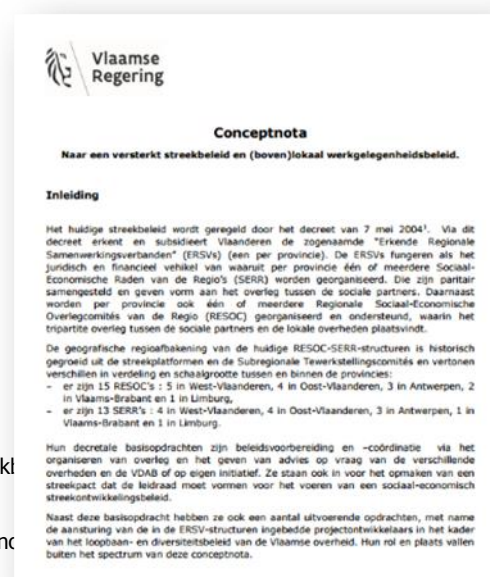 Vlaamse
Regering
Conceptnota
Naar een versterkt streekbeleid en (boven)lokaal werkgelegenheidsbeleid.
Inleiding
Het huidige streekbeleid wordt geregeld door het decreet van 7 mei 2004¹. Via dit
decreet erkent en subsidieert Vlaanderen de zogenaamde "Erkende Regionale
Samenwerkingsverbanden" (ERSVs) (een per provincie). De ERSVs fungeren als het
juridisch en financieel vehikel van waaruit per provincie één of meerdere Sociaal-
Economische Raden van de Regio's (SERR) worden georganiseerd. Die zijn paritair
samengesteld en geven vorm aan het overleg tussen de sociale partners. Daarnaast
worden per provincie ook één of meerdere Regionale Sociaal-Economische
Overlegcomités van de Regio (RESOC) georganiseerd en ondersteund, waarin het
tripartite overleg tussen de sociale partners en de lokale overheden plaatsvindt.
De geografische regioafbakening van de huidige RESOC-SERR-structuren is historisch
gegroeid uit de streekplatformen en de Subregionale Tewerkstellingscomités en vertonen
verschillen in verdeling en schaalgrootte tussen en binnen de provincies:
- er zijn 15 RESOC's : 5 in West-Vlaanderen, 4 in Oost-Vlaanderen, 3 in Antwerpen, 2
in Vlaams-Brabant en 1 in Limburg,
- er zijn 13 SERR's : 4 in West-Vlaanderen, 4 in Oost-Vlaanderen, 3 in Antwerpen, 1 in
Vlaams-Brabant en 1 in Limburg.
Hun decretale basisopdrachten zijn beleidsvoorbereiding en –coördinatie via het
organiseren van overleg en het geven van advies op vraag van de verschillende
overheden en de VDAB of op eigen initiatief. Ze staan ook in voor het opmaken van een
streekpact dat de leidraad moet vormen voor het voeren van een sociaal-economisch
streekontwikkelingsbeleid.
Naast deze basisopdracht hebben ze ook een aantal uitvoerende opdrachten, met name
de aansturing van de in de ERSV-structuren ingebedde projectontwikkelaars in het kader
van het loopbaan- en diversiteitsbeleid van de Vlaamse overheid. Hun rol en plaats vallen
buiten het spectrum van deze conceptnota.